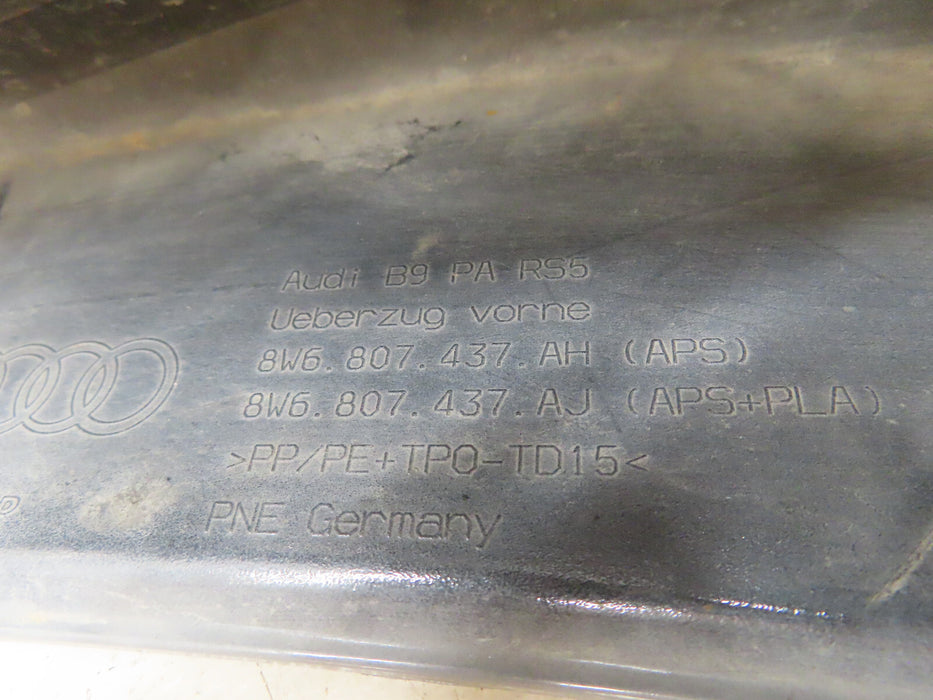 Audi B9 PA RS5
Ueberzug vorne
8W6.807.437.AH (APS)
8W6.807.437.AJ (APS+PLA)
>PP/PE+TPO-TD15<
PNE Germany